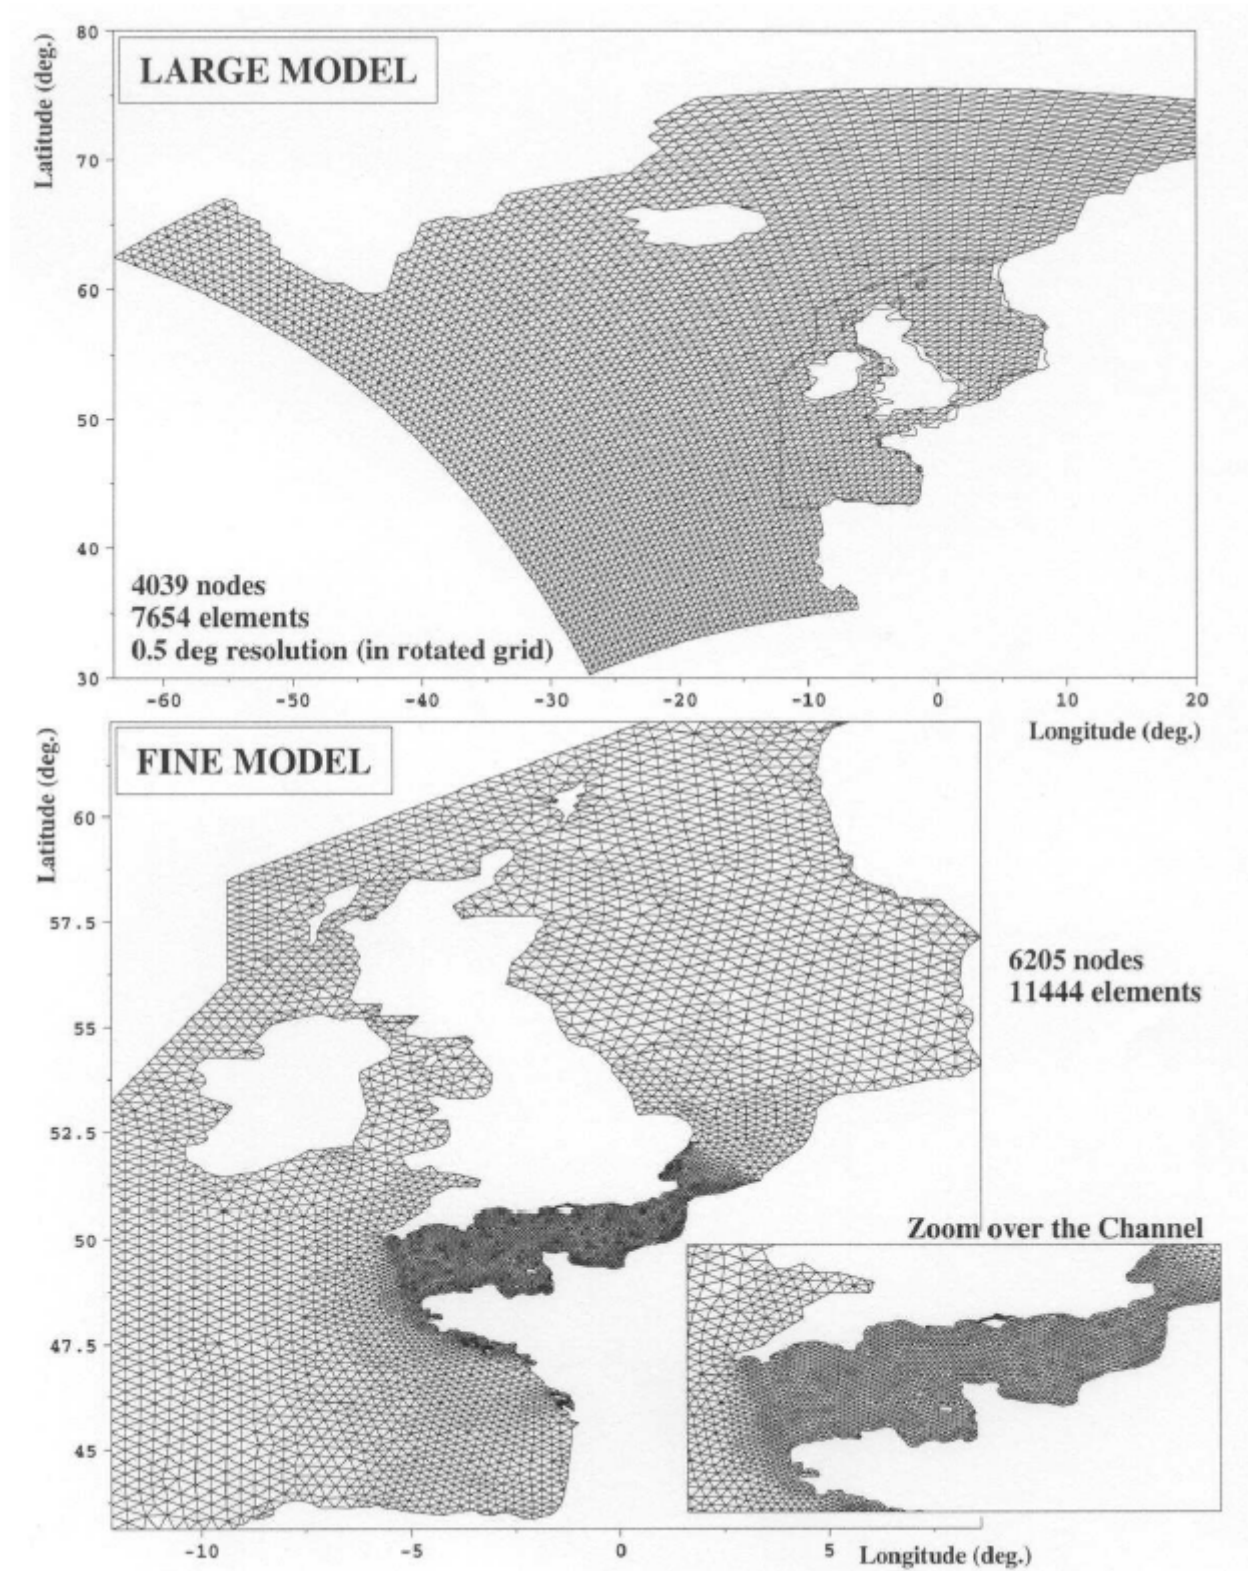 LARGE MODEL
Latitude (deg.)
80
70
60
50
40
30
4039 nodes
7654 elements
0.5 deg resolution (in rotated grid)
-60
-50
-40
-30
-20
-10
0
10
20
Longitude (deg.)
FINE MODEL
Latitude (deg.)
60
57.5
55
52.5
50
47.5
45
6205 nodes
11444 elements
Zoom over the Channel
-10
-5
0
5
Longitude (deg.)